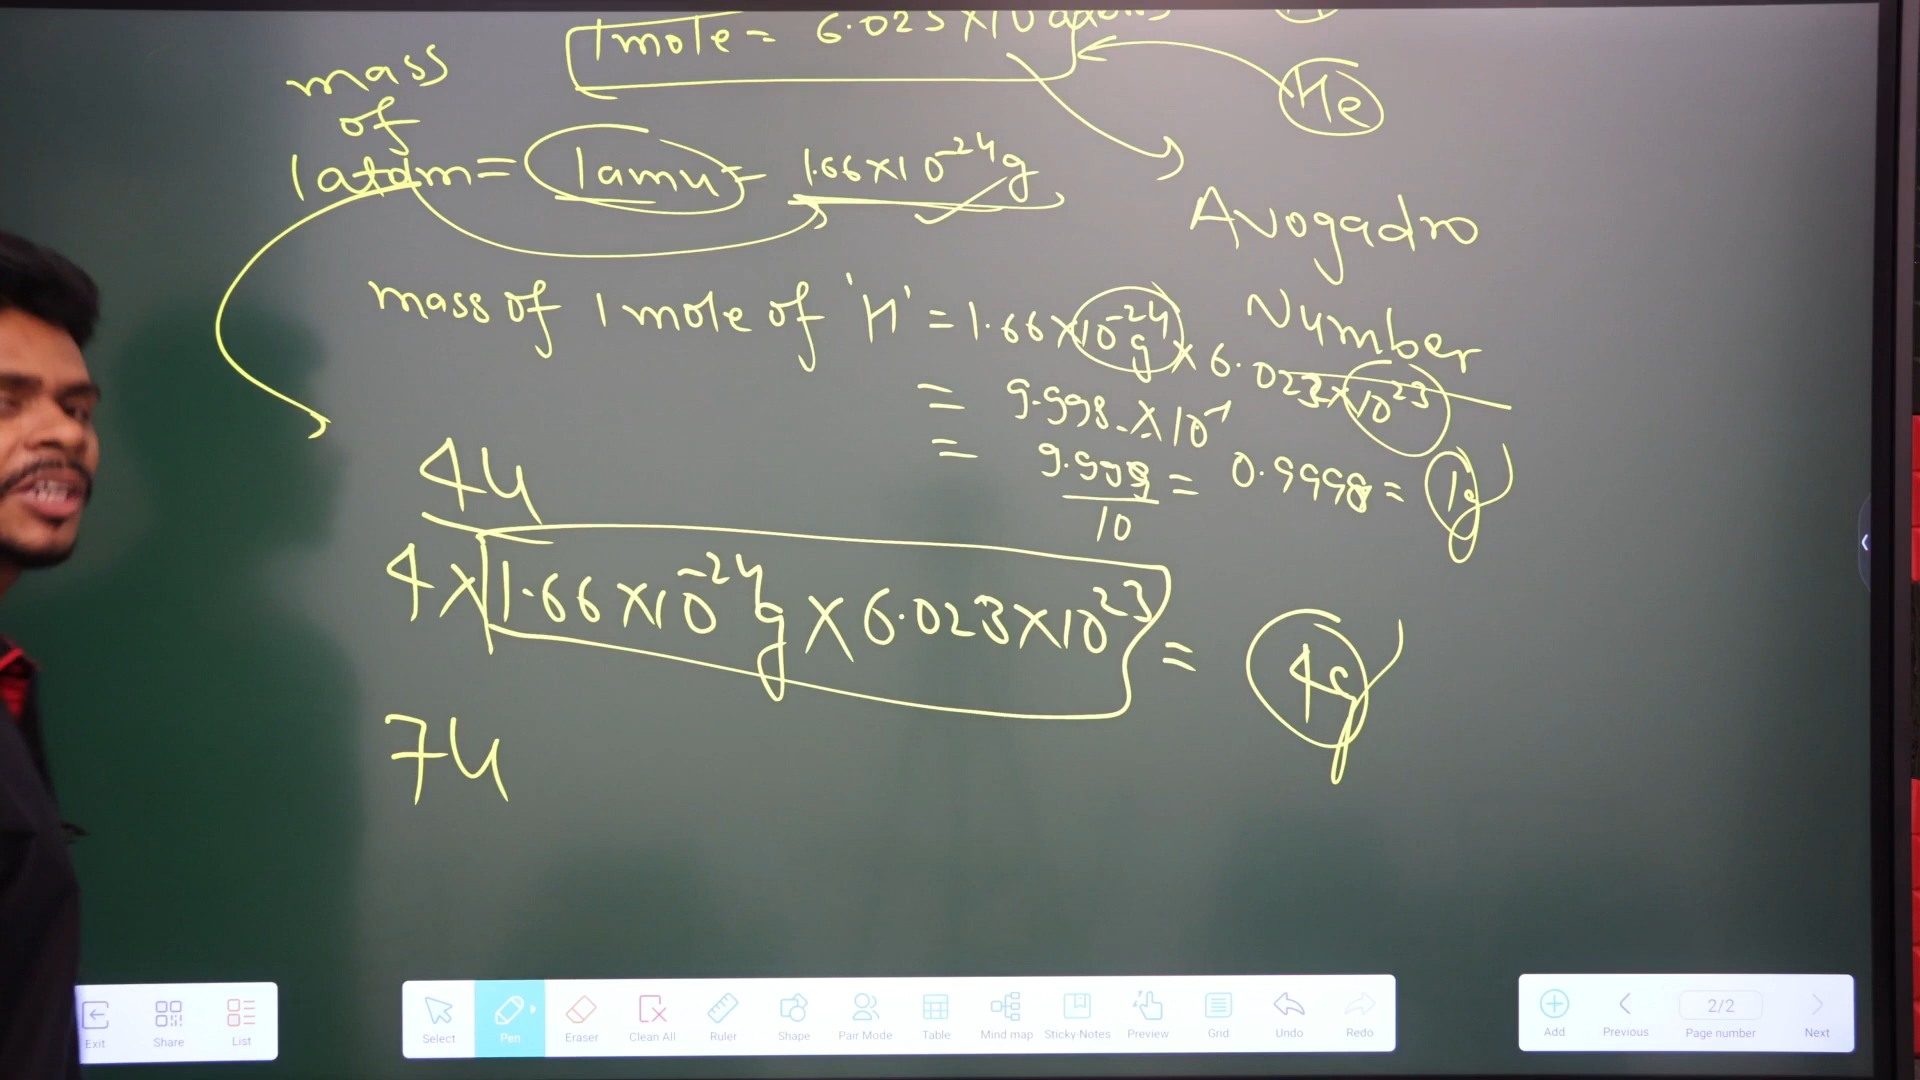 1 mole = 6.023 × 10
He
mass
of
1 atom = 1 amu = 1.66×10⁻²⁴ g
Avogadro
Number
mass of 1 mole of 'H' = 1.66×10⁻²⁴ g × 6.023×10²³
= 9.998 × 10⁻¹
= 9.998/10 = 0.9998 = 1g
4u
4×1.66×10⁻²⁴ g × 6.023×10²³ = 4g
7u
Exit Share List
Select Pen Eraser Clean All Ruler Shape Pair Mode Table Mind map Sticky-Notes Preview Grid Undo Redo
2/2
Add Previous Page number Next